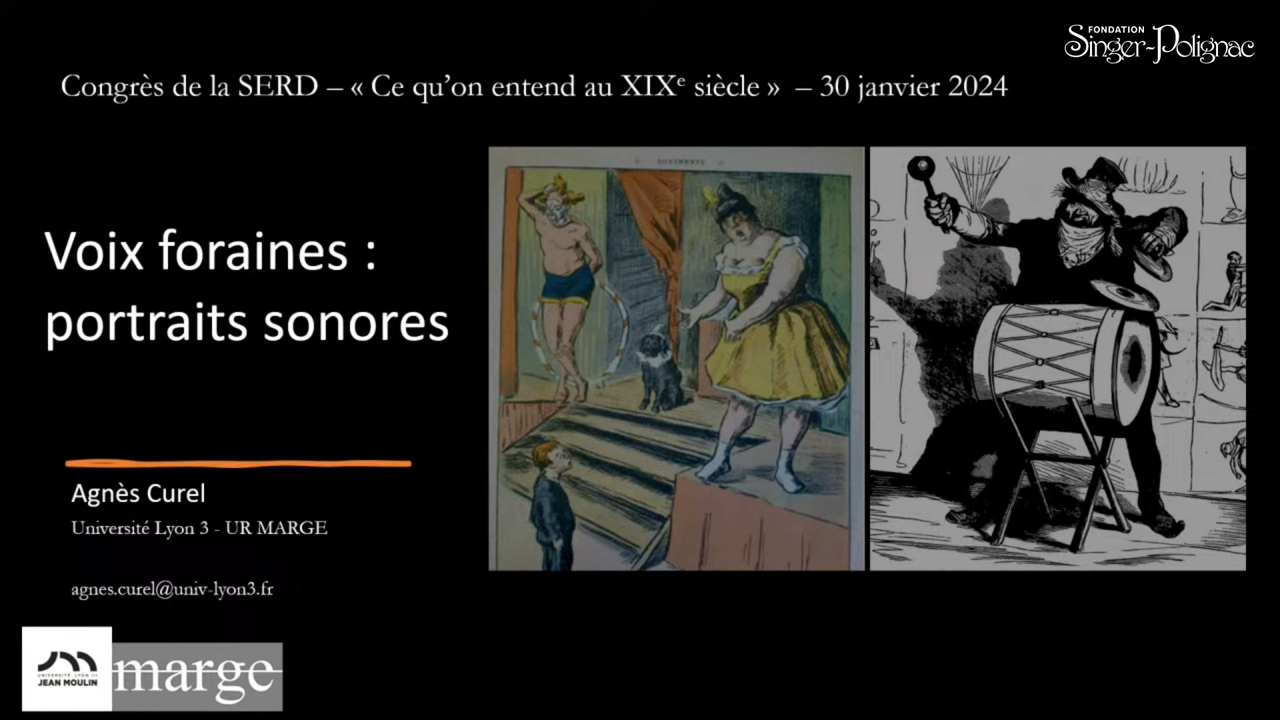 FONDATION
Singer-Polignac
Congrès de la SERD – « Ce qu’on entend au XIXe siècle » – 30 janvier 2024
DOCUMENTS
Voix foraines :
portraits sonores
Agnès Curel
Université Lyon 3 - UR MARGE
agnes.curel@univ-lyon3.fr
UNIVERSITÉ LYON III
JEAN MOULIN
marge